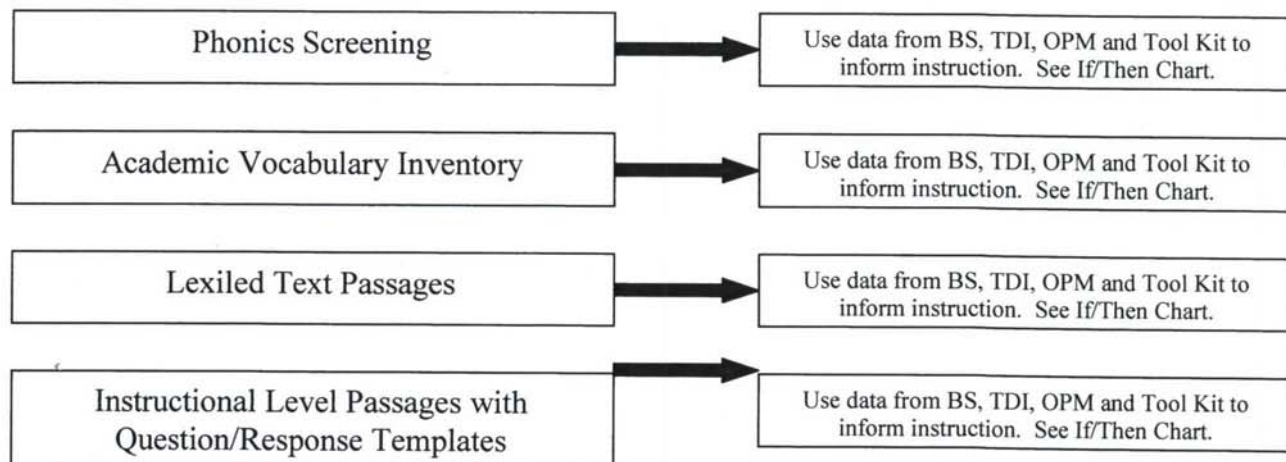 Phonics Screening
Use data from BS, TDI, OPM and Tool Kit to
inform instruction. See If/Then Chart.
Academic Vocabulary Inventory
Use data from BS, TDI, OPM and Tool Kit to
inform instruction. See If/Then Chart.
Lexiled Text Passages
Use data from BS, TDI, OPM and Tool Kit to
inform instruction. See If/Then Chart.
Instructional Level Passages with
Question/Response Templates
Use data from BS, TDI, OPM and Tool Kit to
inform instruction. See If/Then Chart.